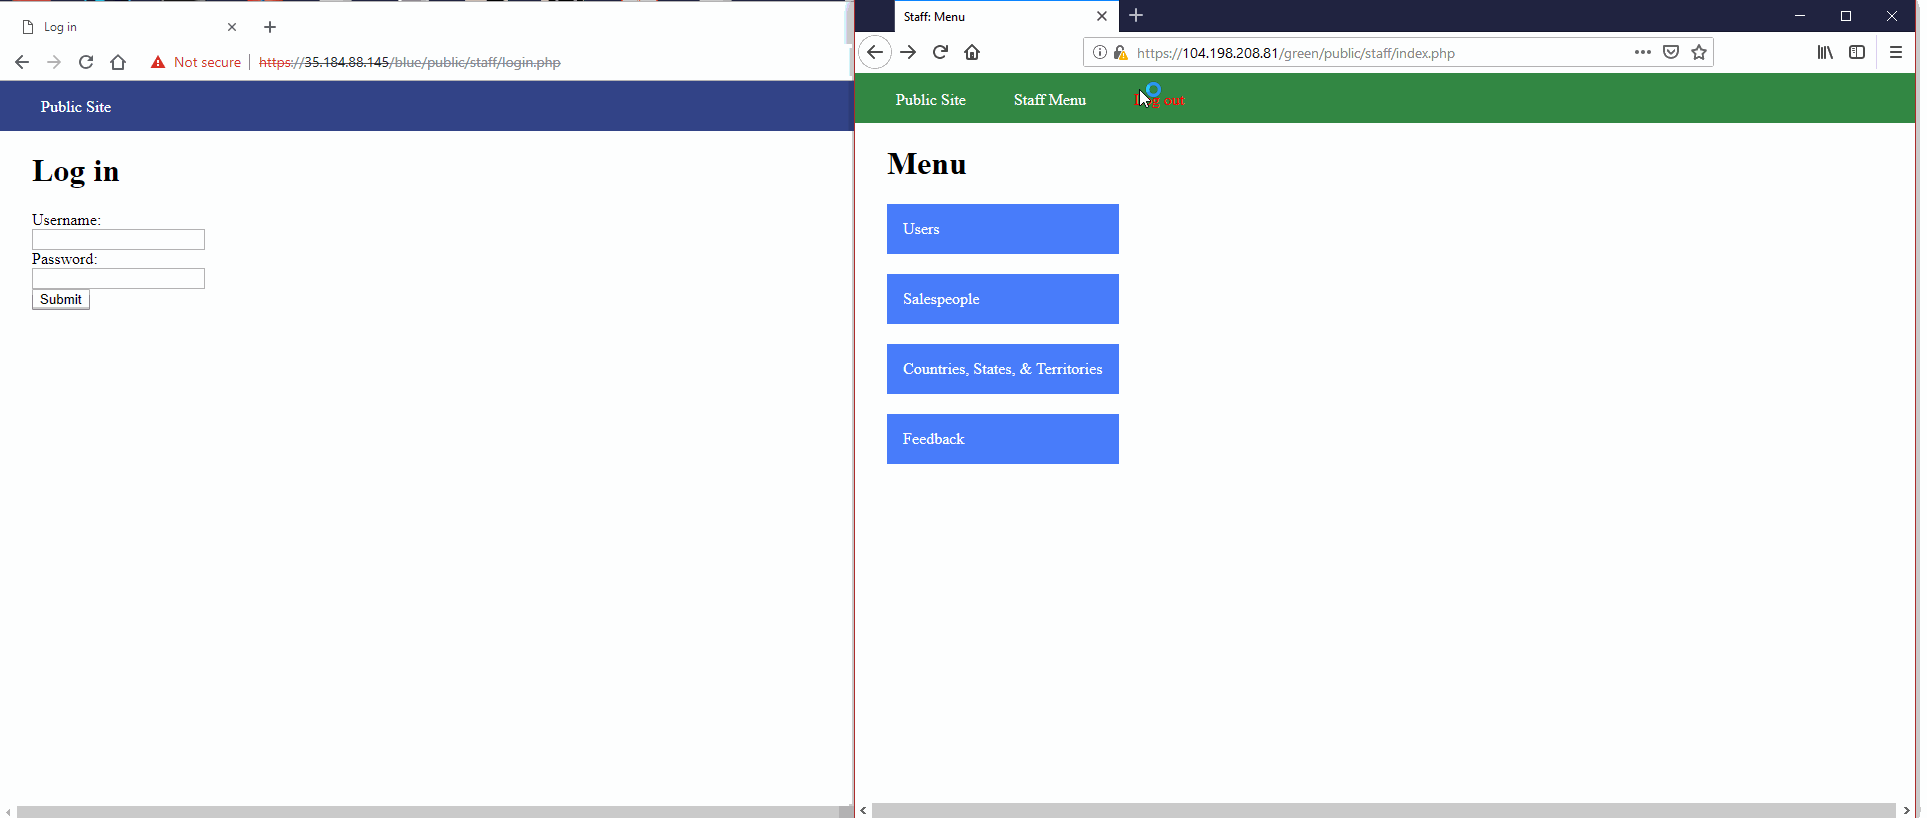 Log in
Not secure
https://35.184.88.145/blue/public/staff/login.php
Public Site
Log in
Username:
Password:
Submit
Staff: Menu
https://104.198.208.81/green/public/staff/index.php
Public Site
Staff Menu
out
Menu
Users
Salespeople
Countries, States, & Territories
Feedback